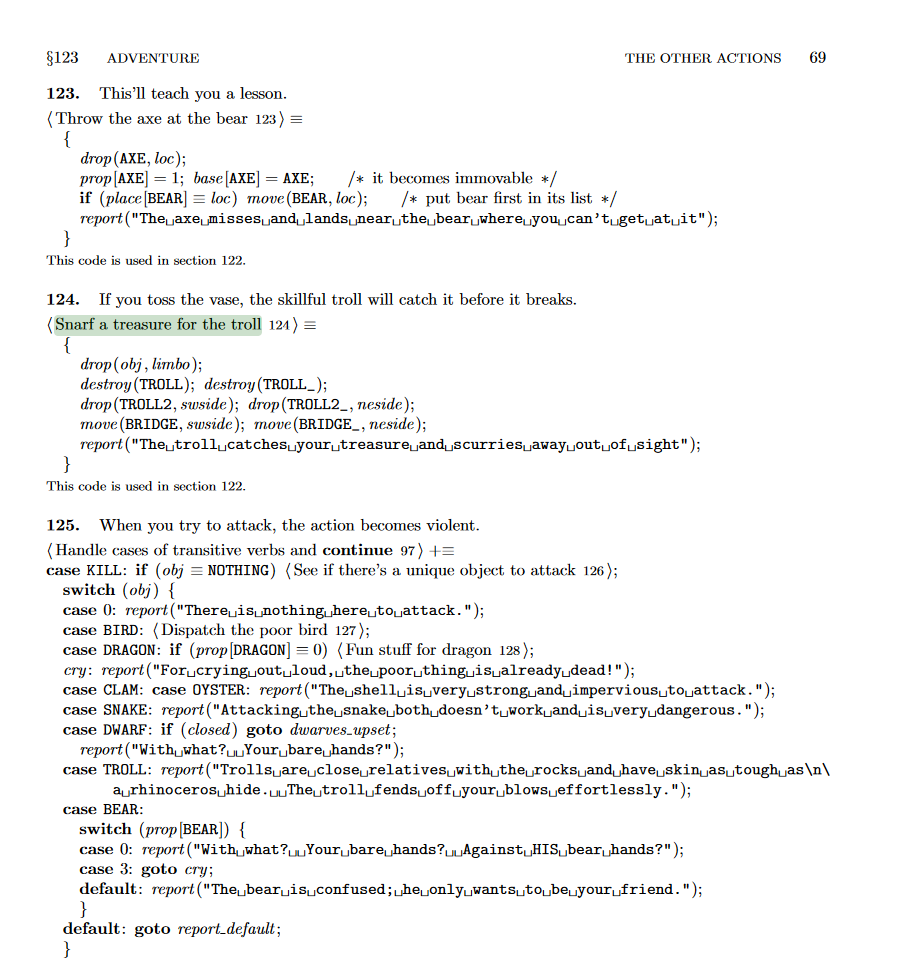 §123 ADVENTURE THE OTHER ACTIONS 69
123. This'll teach you a lesson.
⟨Throw the axe at the bear 123⟩ ≡
{
drop(AXE, loc);
prop[AXE] = 1; base[AXE] = AXE; /* it becomes immovable */
if (place[BEAR] ≡ loc) move(BEAR, loc); /* put bear first in its list */
report("The␣axe␣misses␣and␣lands␣near␣the␣bear␣where␣you␣can't␣get␣at␣it");
}
This code is used in section 122.
124. If you toss the vase, the skillful troll will catch it before it breaks.
⟨Snarf a treasure for the troll 124⟩ ≡
{
drop(obj, limbo);
destroy(TROLL); destroy(TROLL_);
drop(TROLL2, swside); drop(TROLL2_, neside);
move(BRIDGE, swside); move(BRIDGE_, neside);
report("The␣troll␣catches␣your␣treasure␣and␣scurries␣away␣out␣of␣sight");
}
This code is used in section 122.
125. When you try to attack, the action becomes violent.
⟨Handle cases of transitive verbs and continue 97⟩ +≡
case KILL: if (obj ≡ NOTHING) ⟨See if there's a unique object to attack 126⟩;
switch (obj) {
case 0: report("There␣is␣nothing␣here␣to␣attack.");
case BIRD: ⟨Dispatch the poor bird 127⟩;
case DRAGON: if (prop[DRAGON] ≡ 0) ⟨Fun stuff for dragon 128⟩;
cry: report("For␣crying␣out␣loud,␣the␣poor␣thing␣is␣already␣dead!");
case CLAM: case OYSTER: report("The␣shell␣is␣very␣strong␣and␣impervious␣to␣attack.");
case SNAKE: report("Attacking␣the␣snake␣both␣doesn't␣work␣and␣is␣very␣dangerous.");
case DWARF: if (closed) goto dwarves_upset;
report("With␣what?␣␣Your␣bare␣hands?");
case TROLL: report("Trolls␣are␣close␣relatives␣with␣the␣rocks␣and␣have␣skin␣as␣tough␣as\n\
a␣rhinoceros␣hide.␣␣The␣troll␣fends␣off␣your␣blows␣effortlessly.");
case BEAR:
switch (prop[BEAR]) {
case 0: report("With␣what?␣␣Your␣bare␣hands?␣␣Against␣HIS␣bear␣hands?");
case 3: goto cry;
default: report("The␣bear␣is␣confused;␣he␣only␣wants␣to␣be␣your␣friend.");
}
default: goto report_default;
}